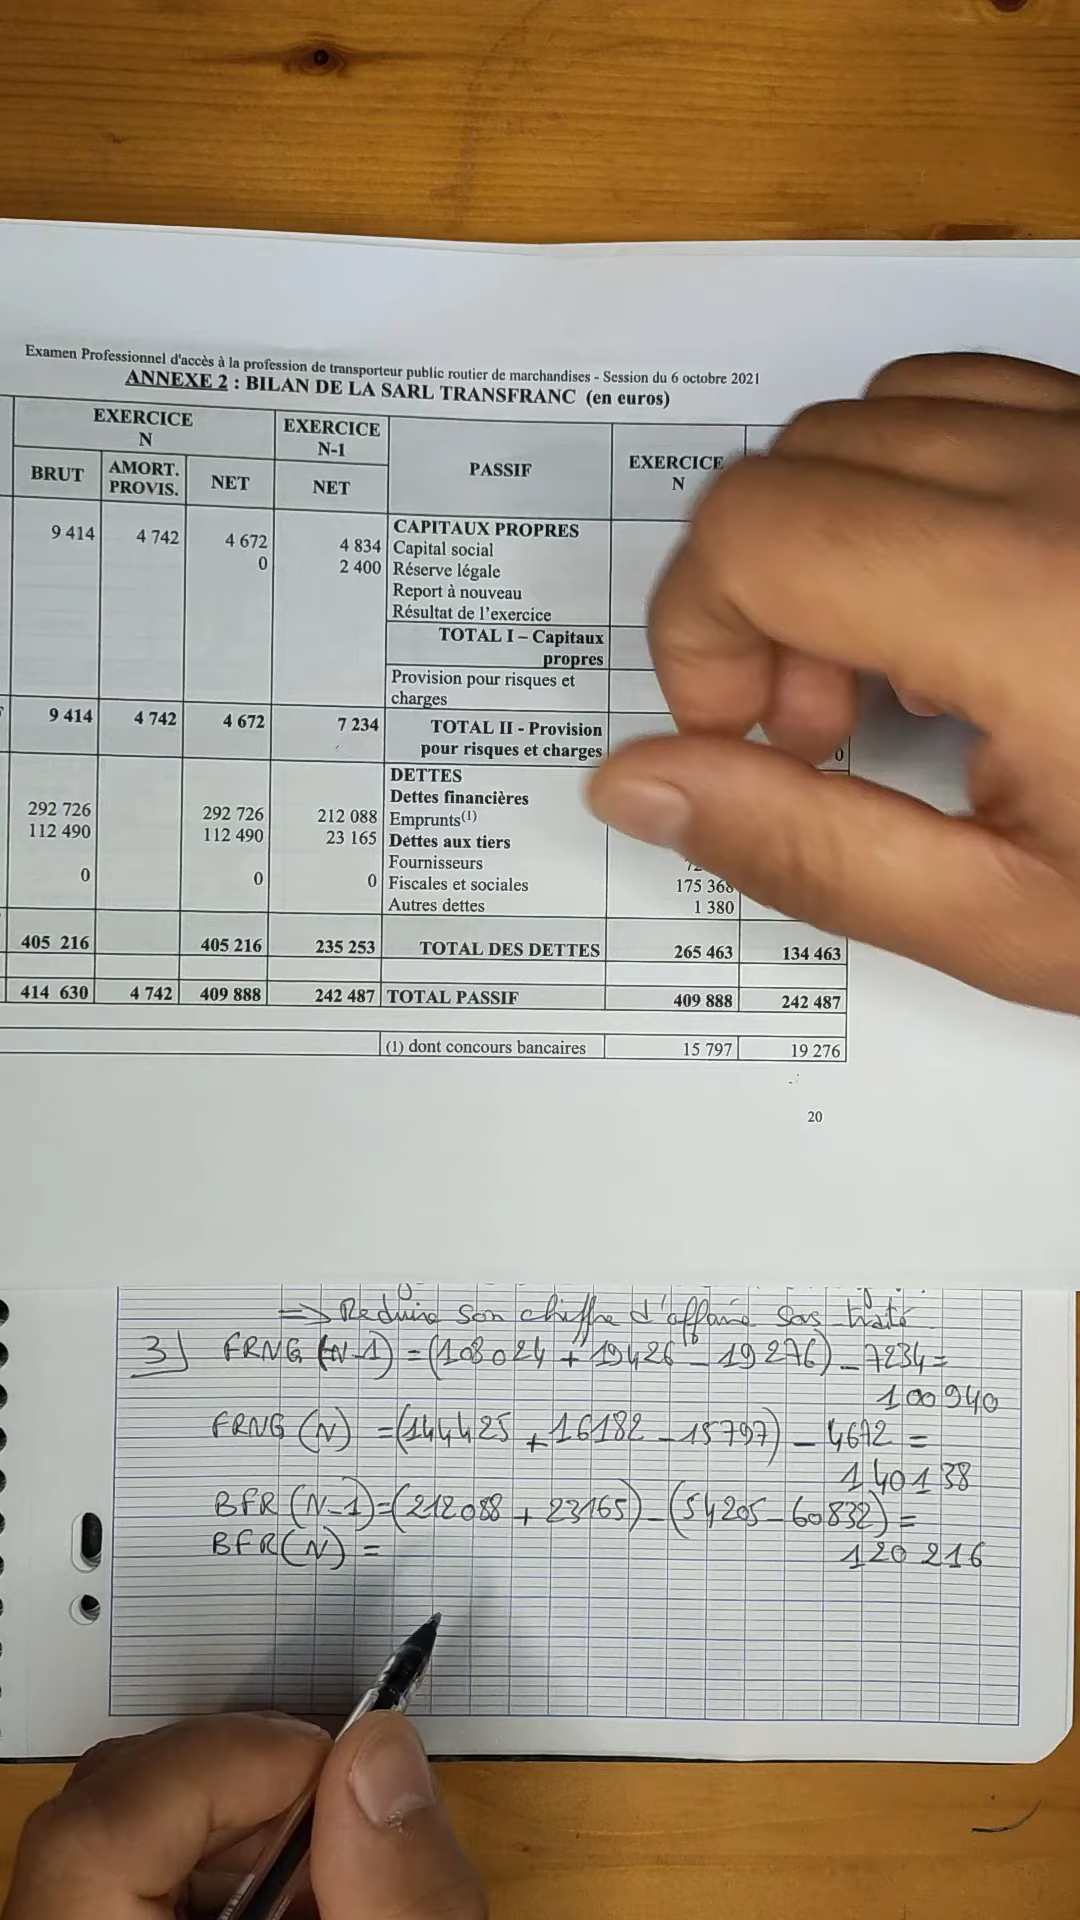 Examen Professionnel d'accès à la profession de transporteur public routier de marchandises - Session du 6 octobre 2021
ANNEXE 2 : BILAN DE LA SARL TRANSFRANC (en euros)
EXERCICE N
EXERCICE N-1
PASSIF
EXERCICE N
BRUT
AMORT. PROVIS.
NET
NET
CAPITAUX PROPRES
9 414 4 742 4 672 4 834 Capital social
0 2 400 Réserve légale
Report à nouveau
Résultat de l'exercice
TOTAL I – Capitaux
propres
Provision pour risques et
charges
9 414 4 742 4 672 7 234 TOTAL II - Provision
pour risques et charges 0
DETTES
Dettes financières
292 726 292 726 212 088 Emprunts(1)
112 490 112 490 23 165 Dettes aux tiers
Fournisseurs
0 0 0 Fiscales et sociales 175 368
Autres dettes 1 380
405 216 405 216 235 253 TOTAL DES DETTES 265 463 134 463
414 630 4 742 409 888 242 487 TOTAL PASSIF 409 888 242 487
(1) dont concours bancaires 15 797 19 276
20
=> Réduire son chiffre d'affaire sous-traité
3) FRNG (N-1) = (108024 + 19426 - 19276) - 7234 =
100940
FRNG (N) = (144425 + 16182 - 15797) - 4672 =
140138
BFR (N-1) = (212088 + 23165) - (54205 - 60832) =
120216
BFR (N) =